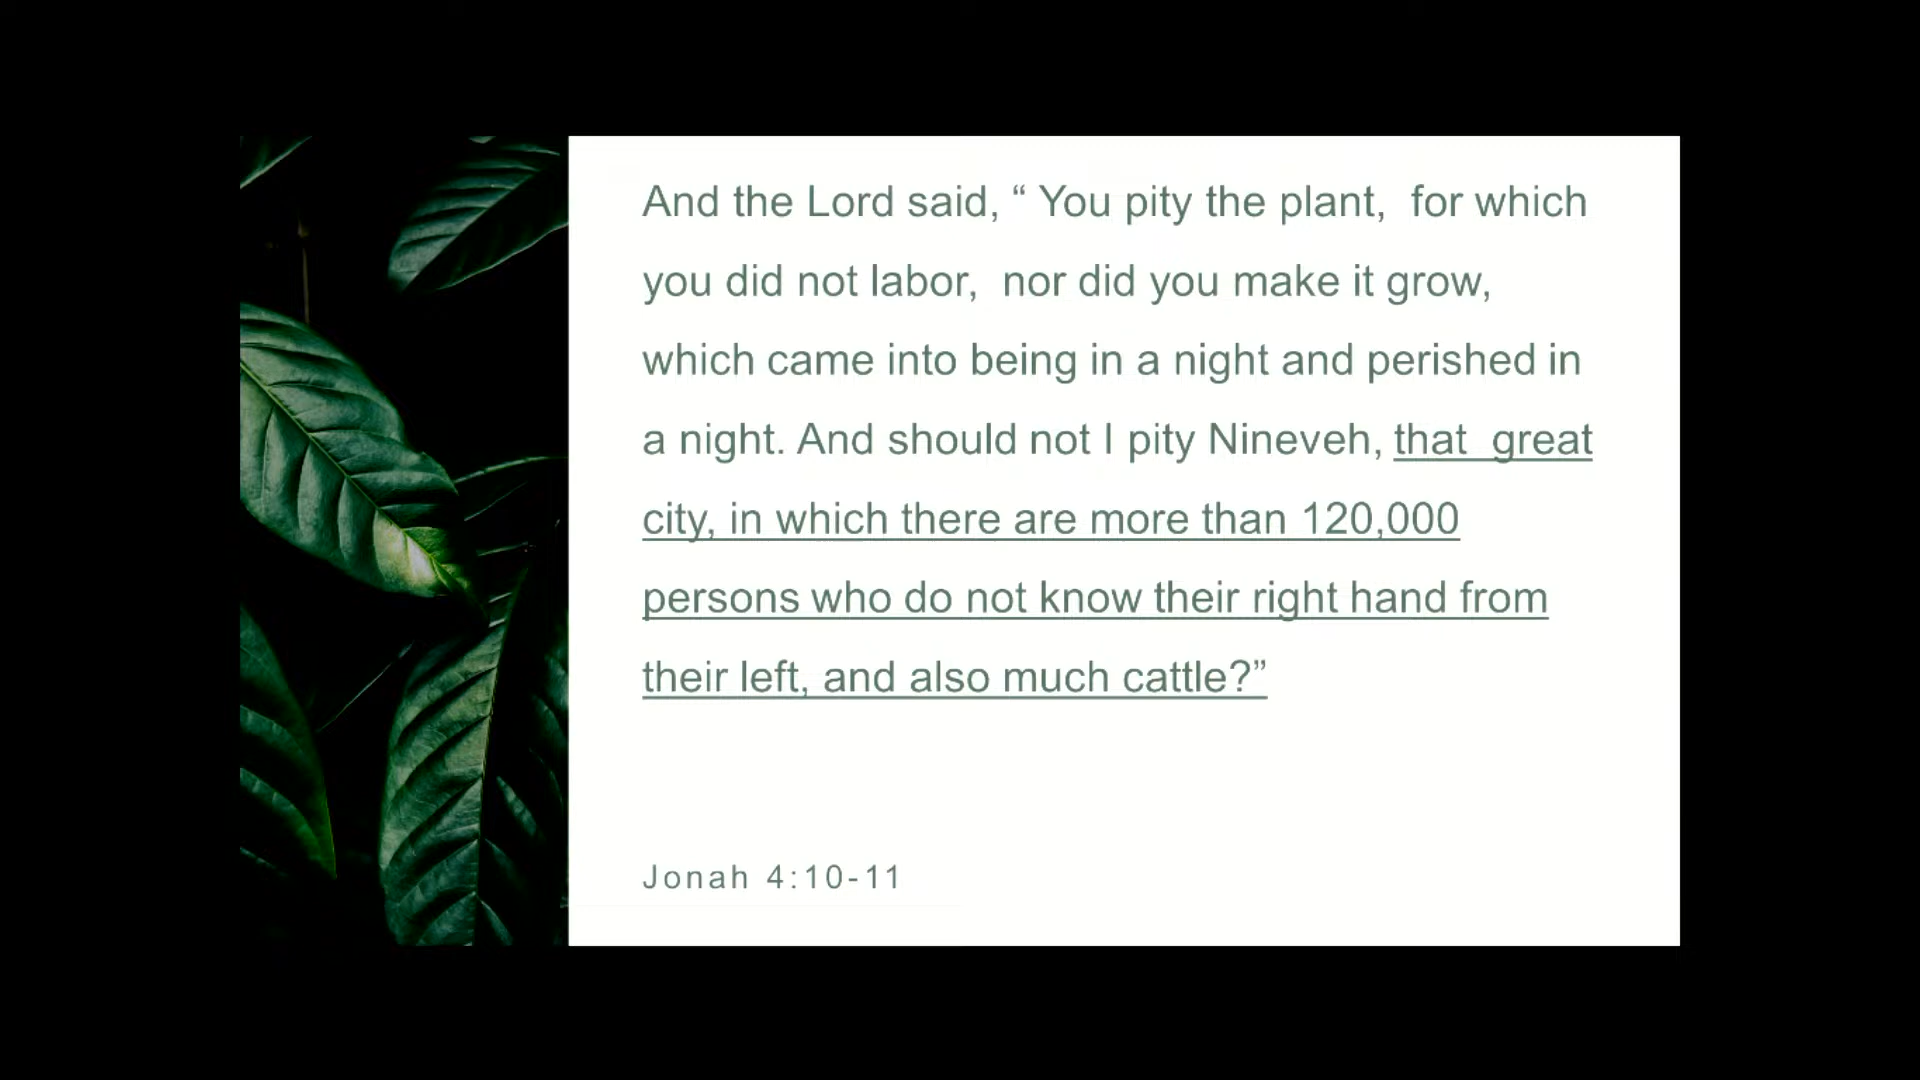 And the Lord said, “ You pity the plant,  for which
you did not labor,  nor did you make it grow,
which came into being in a night and perished in
a night. And should not I pity Nineveh, that  great
city, in which there are more than 120,000
persons who do not know their right hand from
their left, and also much cattle?”
Jonah 4:10-11